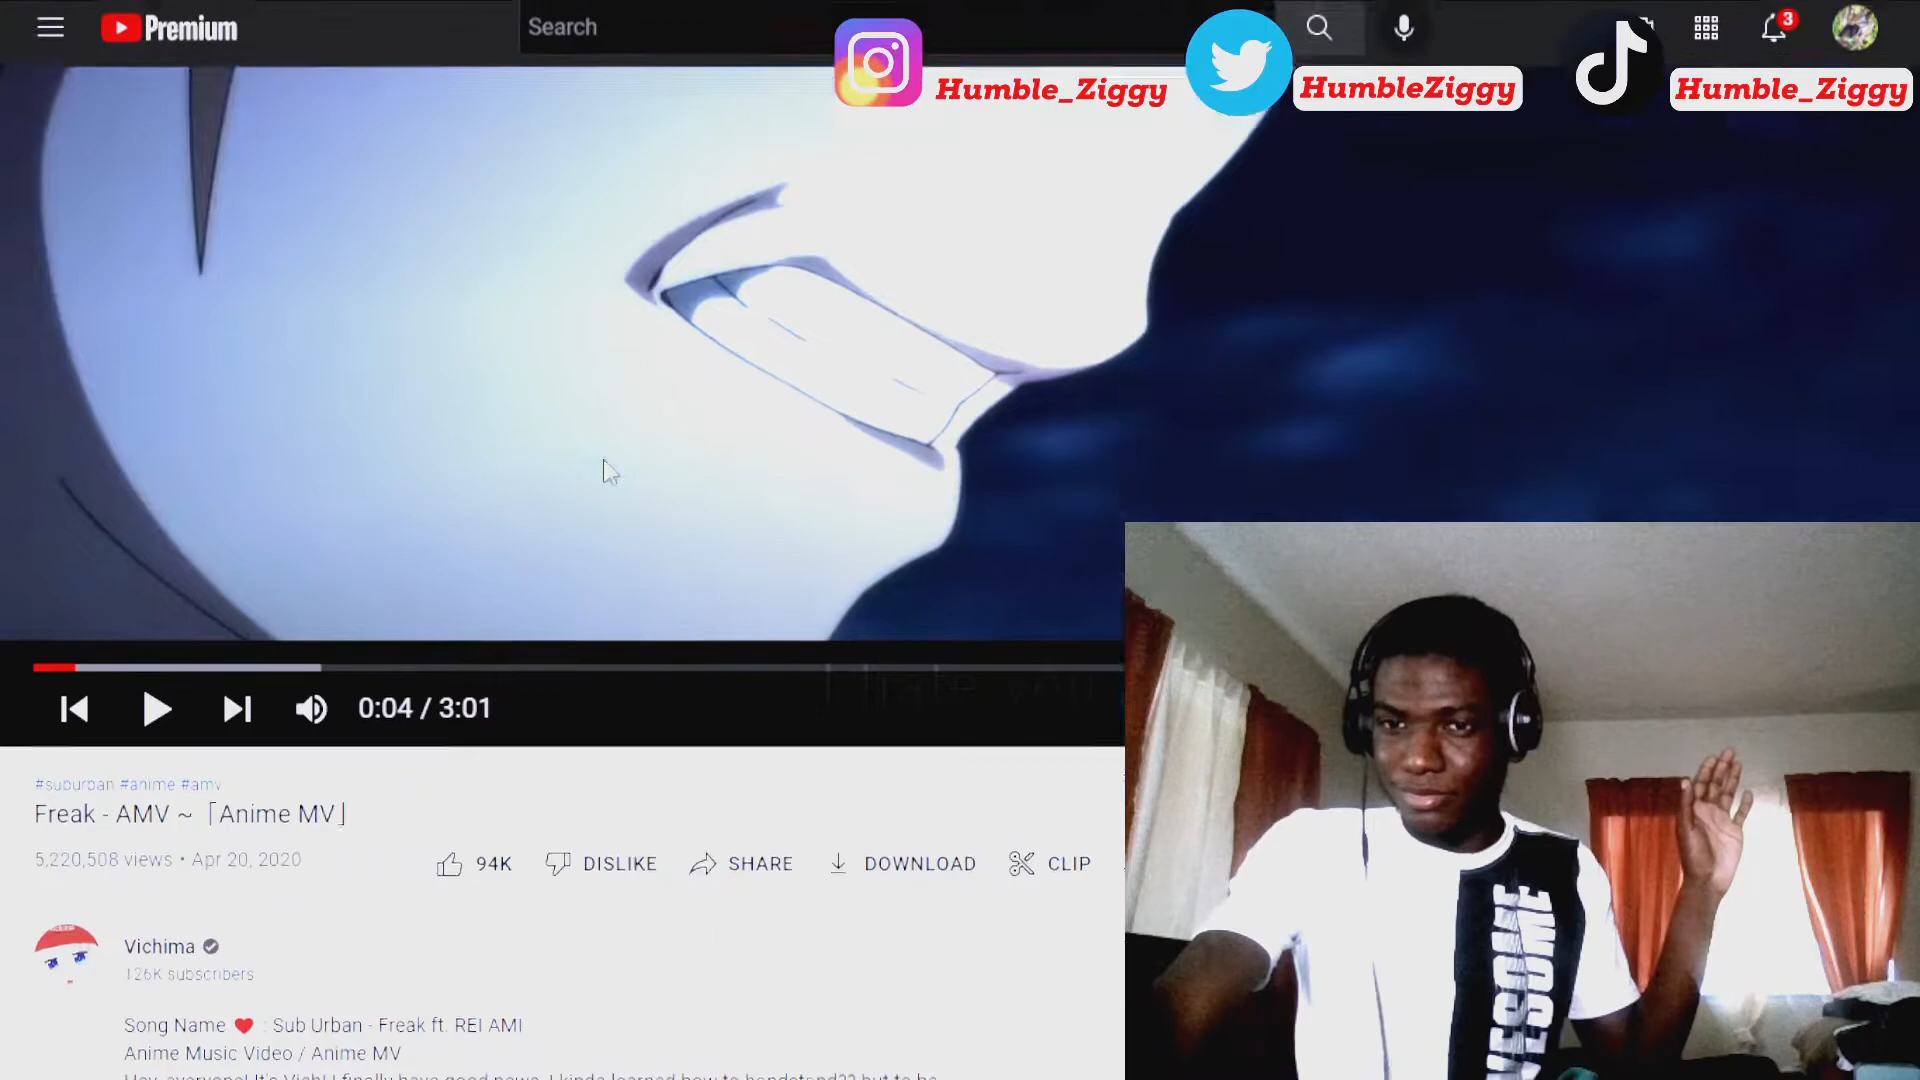 Premium
Search
3
Humble_Ziggy
HumbleZiggy
Humble_Ziggy
0:04 / 3:01
#suburban #anime #amv
Freak - AMV ~「Anime MV」
5,220,508 views • Apr 20, 2020
94K
DISLIKE
SHARE
DOWNLOAD
CLIP
Vichima
126K subscribers
Song Name ❤ : Sub Urban - Freak ft. REI AMI
Anime Music Video / Anime MV